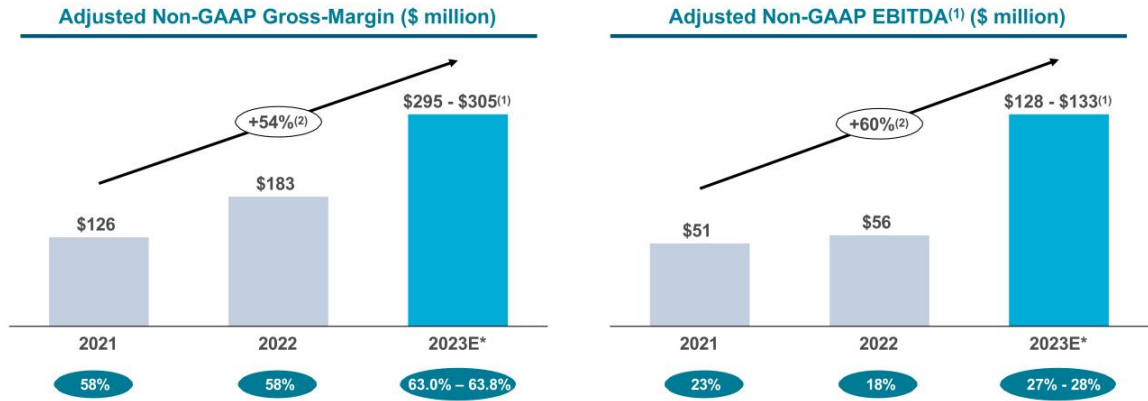 Adjusted Non-GAAP Gross-Margin ($ million)
+54%(2)
$126
$183
$295 - $305(1)
2021
2022
2023E*
58%
58%
63.0% – 63.8%
Adjusted Non-GAAP EBITDA(1) ($ million)
+60%(2)
$51
$56
$128 - $133(1)
2021
2022
2023E*
23%
18%
27% - 28%